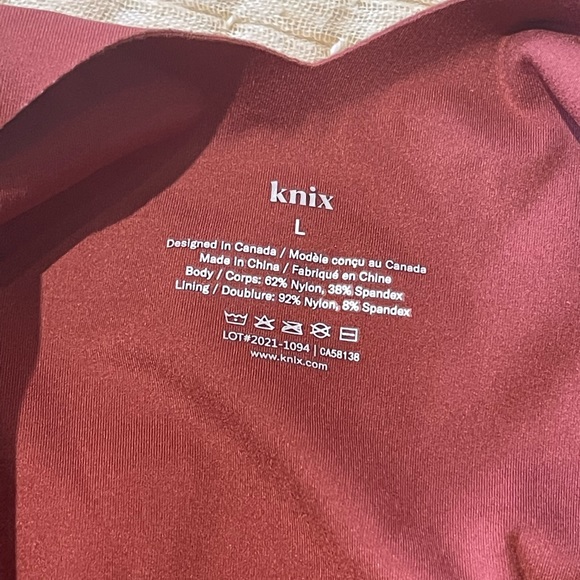 knix
L
Designed in Canada / Modèle conçu au Canada
Made in China / Fabriqué en Chine
Body / Corps: 62% Nylon, 38% Spandex
Lining / Doublure: 92% Nylon, 8% Spandex
LOT#2021-1094 | CA58138
www.knix.com